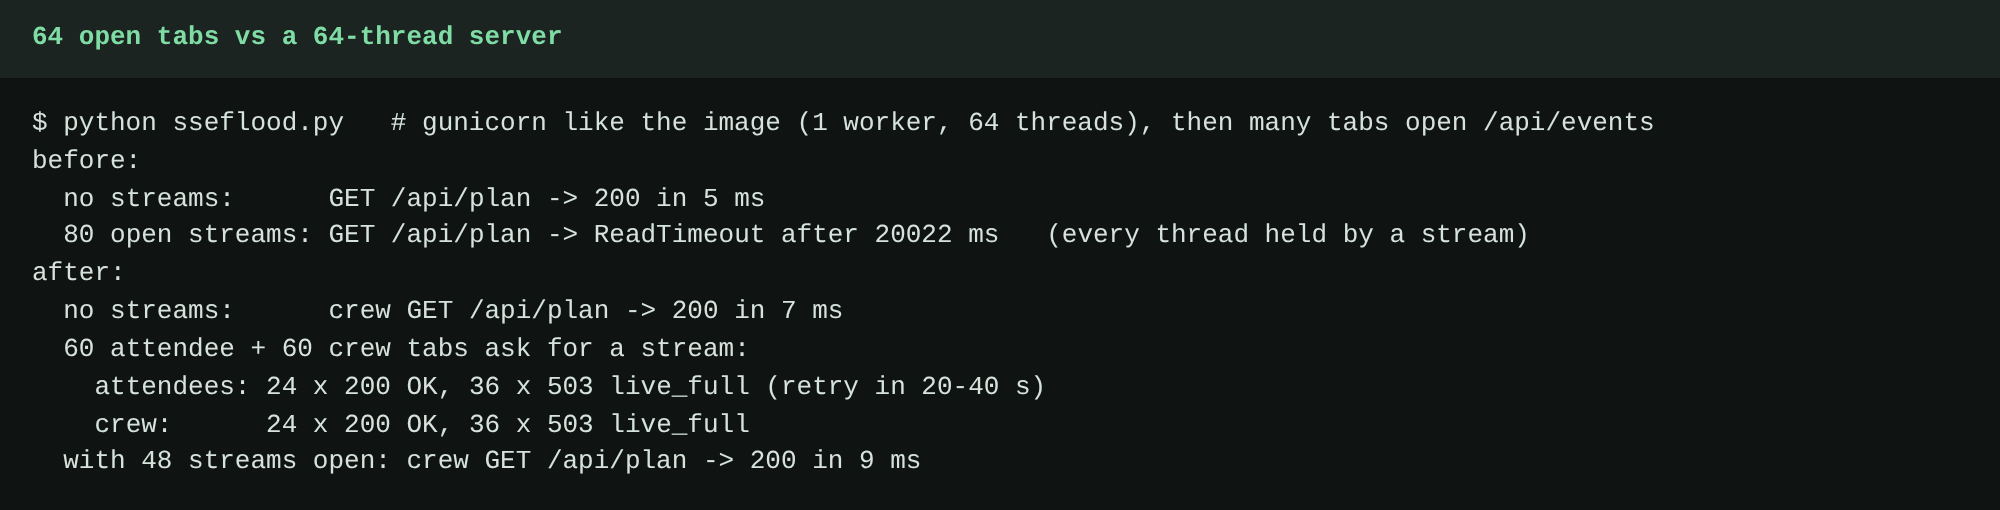 64 open tabs vs a 64-thread server
$ python sseflood.py   # gunicorn like the image (1 worker, 64 threads), then many tabs open /api/events
before:
  no streams:      GET /api/plan -> 200 in 5 ms
  80 open streams: GET /api/plan -> ReadTimeout after 20022 ms   (every thread held by a stream)
after:
  no streams:      crew GET /api/plan -> 200 in 7 ms
  60 attendee + 60 crew tabs ask for a stream:
    attendees: 24 x 200 OK, 36 x 503 live_full (retry in 20-40 s)
    crew:      24 x 200 OK, 36 x 503 live_full
  with 48 streams open: crew GET /api/plan -> 200 in 9 ms